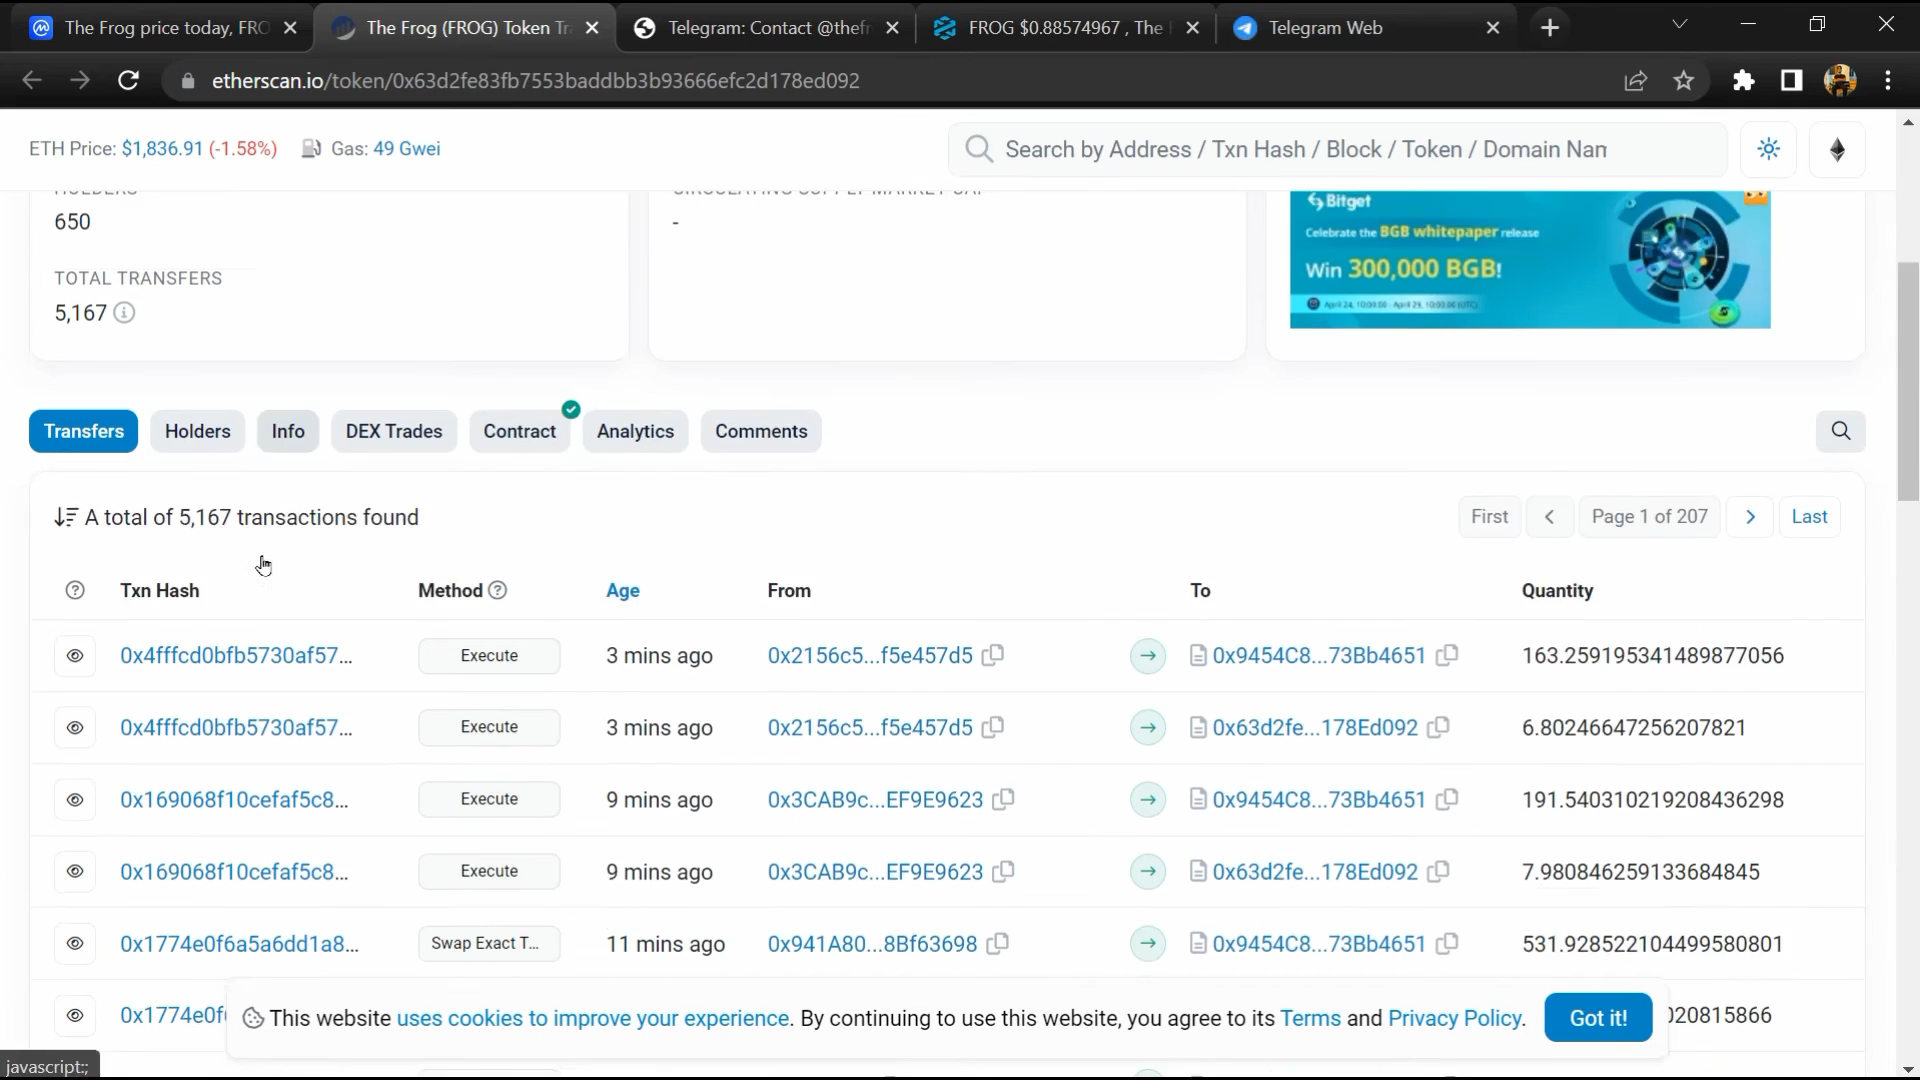 The Frog price today, FRO
The Frog (FROG) Token Tr
Telegram: Contact @thefr
FROG $0.88574967 , The
Telegram Web
etherscan.io/token/0x63d2fe83fb7553baddbb3b93666efc2d178ed092
ETH Price: $1,836.91 (-1.58%) Gas: 49 Gwei
Search by Address / Txn Hash / Block / Token / Domain Nam
HOLDERS
650
TOTAL TRANSFERS
5,167
CIRCULATING SUPPLY MARKET CAP
-
Bitget
Celebrate the BGB whitepaper release
Win 300,000 BGB!
Transfers Holders Info DEX Trades Contract Analytics Comments
A total of 5,167 transactions found
First Page 1 of 207 Last
Txn Hash Method Age From To Quantity
0x4fffcd0bfb5730af57... Execute 3 mins ago 0x2156c5...f5e457d5 0x9454C8...73Bb4651 163.259195341489877056
0x4fffcd0bfb5730af57... Execute 3 mins ago 0x2156c5...f5e457d5 0x63d2fe...178Ed092 6.80246647256207821
0x169068f10cefaf5c8... Execute 9 mins ago 0x3CAB9c...EF9E9623 0x9454C8...73Bb4651 191.540310219208436298
0x169068f10cefaf5c8... Execute 9 mins ago 0x3CAB9c...EF9E9623 0x63d2fe...178Ed092 7.980846259133684845
0x1774e0f6a5a6dd1a8... Swap Exact T... 11 mins ago 0x941A80...8Bf63698 0x9454C8...73Bb4651 531.928522104499580801
0x1774e0f 020815866
This website uses cookies to improve your experience. By continuing to use this website, you agree to its Terms and Privacy Policy.
Got it!
javascript:;